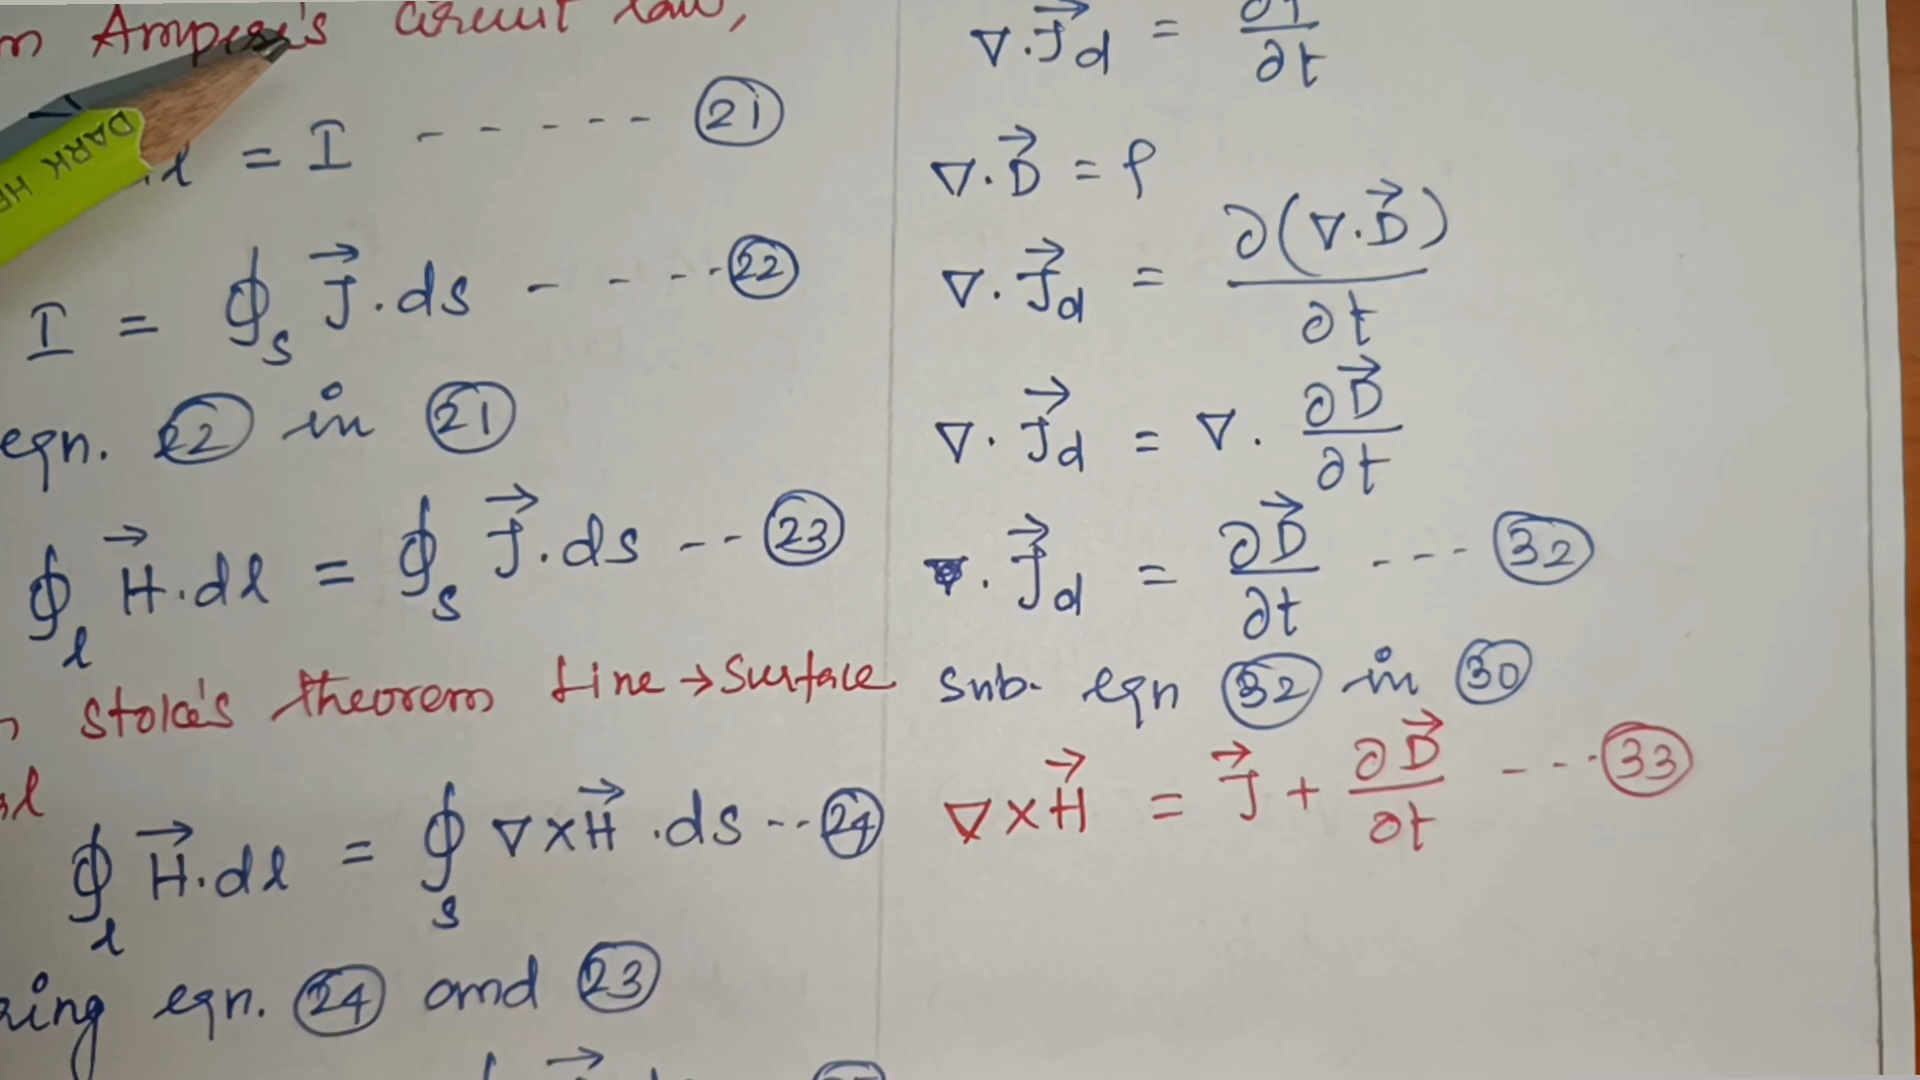 Ampere's circuit law,
.l = I ----- (21)
I = ∮s J⃗.ds ---- (22)
eqn. (22) in (21)
∮l H⃗.dl = ∮s J⃗.ds -- (23)
Stoke's theorem Line → Surface
∮l H⃗.dl = ∮s ∇×H⃗.ds -- (24)
eqn. (24) and (23)
∇.J⃗d = ∂ρ/∂t
∇.D⃗ = ρ
∇.J⃗d = ∂(∇.D⃗)/∂t
∇.J⃗d = ∇.∂D⃗/∂t
J⃗d = ∂D⃗/∂t --- (32)
sub. eqn (32) in (30)
∇×H⃗ = J⃗ + ∂D⃗/∂t --- (33)
DARK